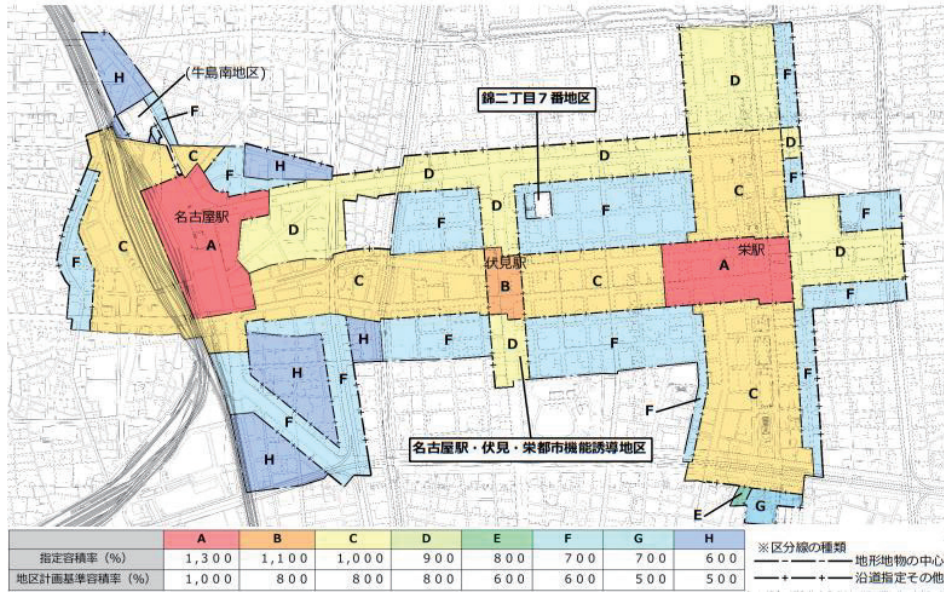 H
(牛島南地区)
F
錦二丁目7番地区
D
F
C
F
H
D
D
D
F
C
名古屋駅
A
D
F
D
F
C
F
F
C
伏見駅
B
C
栄駅
A
D
F
F
H
F
D
F
H
F
F
C
F
H
名古屋駅・伏見・栄都市機能誘導地区
E
G
A B C D E F G H
指定容積率(%) 1,300 1,100 1,000 900 800 700 700 600
地区計画基準容積率(%) 1,000 800 800 800 600 600 500 500
※区分線の種類
地形地物の中心
沿道指定その他